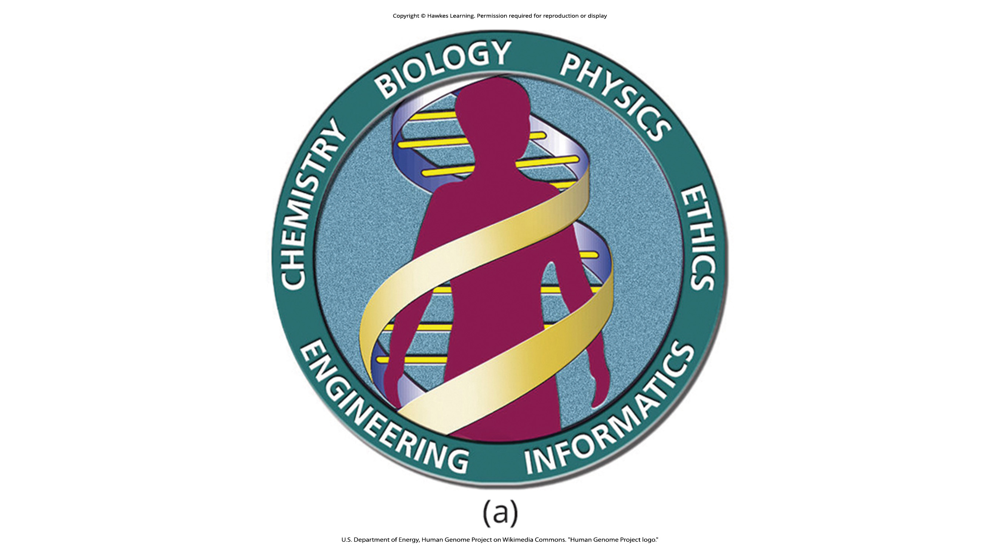 Copyright © Hawkes Learning. Permission required for reproduction or display
CHEMISTRY BIOLOGY PHYSICS ETHICS
ENGINEERING INFORMATICS
(a)
U.S. Department of Energy, Human Genome Project on Wikimedia Commons. "Human Genome Project logo."